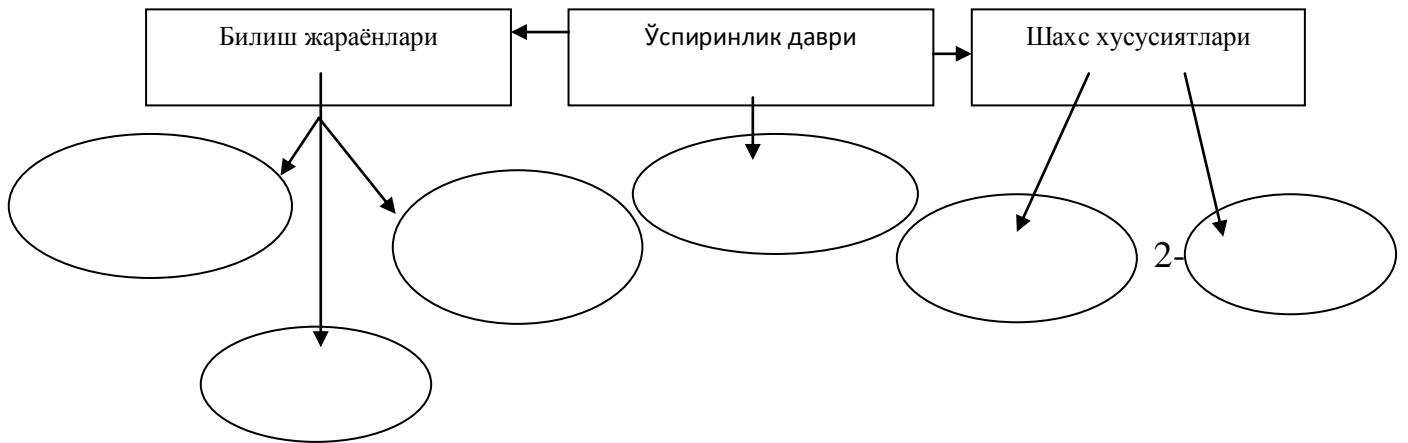 Билиш жараёнлари
Ўспиринлик даври
Шахс хусусиятлари
2-